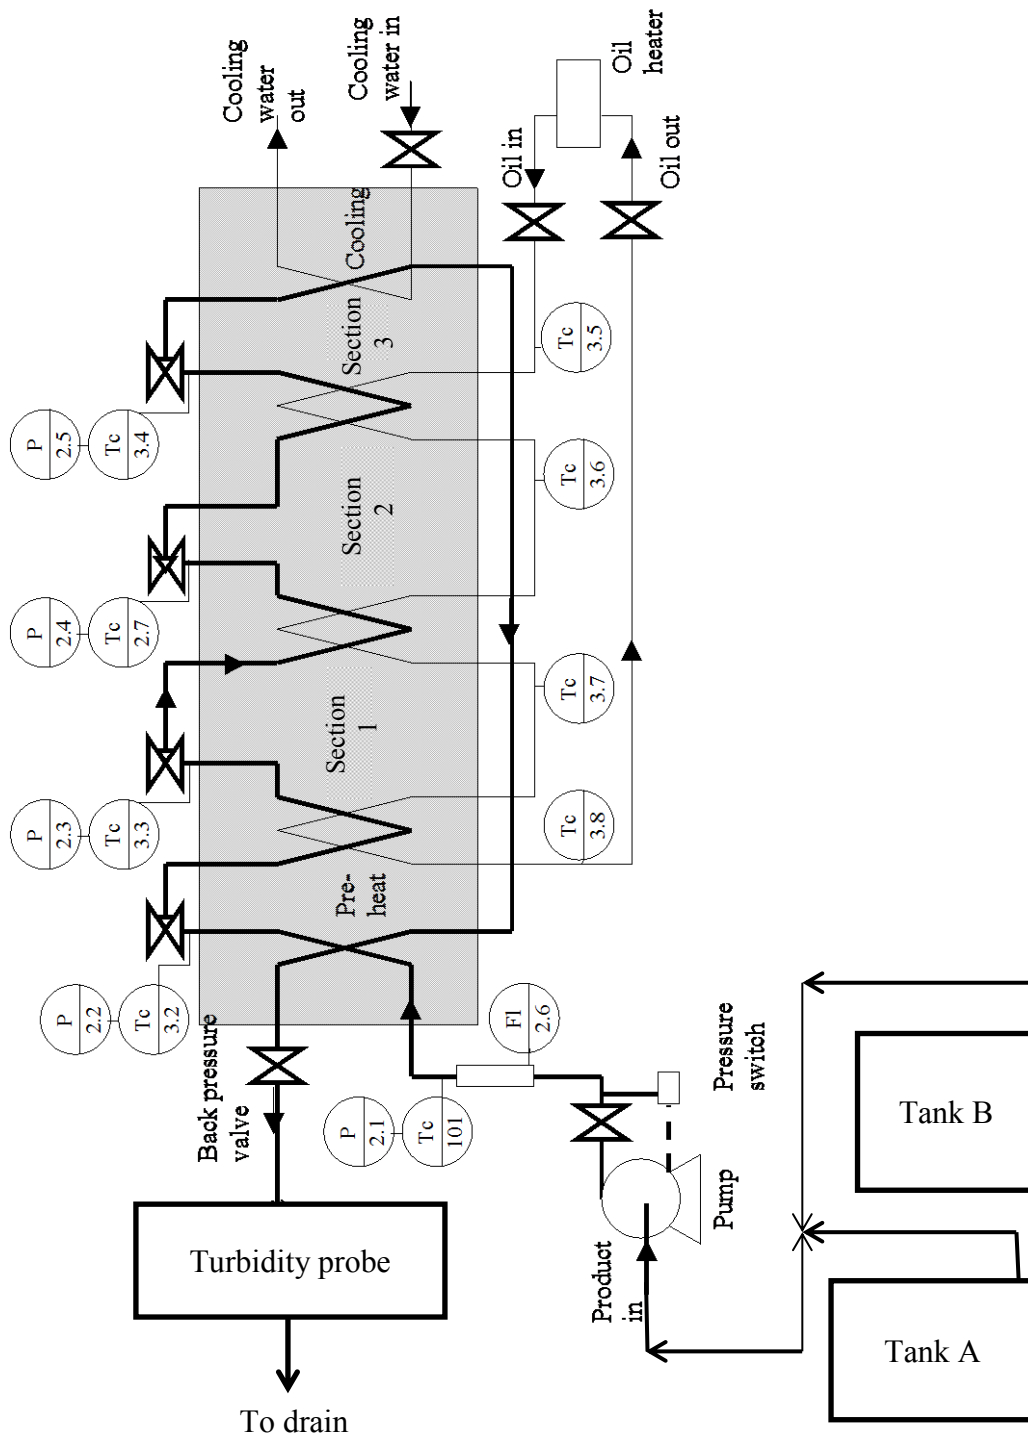 Cooling
water
out
Cooling
water in
Oil
heater
Oil in
Oil out
Cooling
Section
3
Section
2
Section
1
Pre-
heat
P
2.5
Tc
3.4
P
2.4
Tc
2.7
P
2.3
Tc
3.3
P
2.2
Tc
3.2
Tc
3.5
Tc
3.6
Tc
3.7
Tc
3.8
Back pressure
valve
P
2.1
Tc
101
Fl
2.6
Pressure
switch
Pump
Product
in
Turbidity probe
To drain
Tank B
Tank A